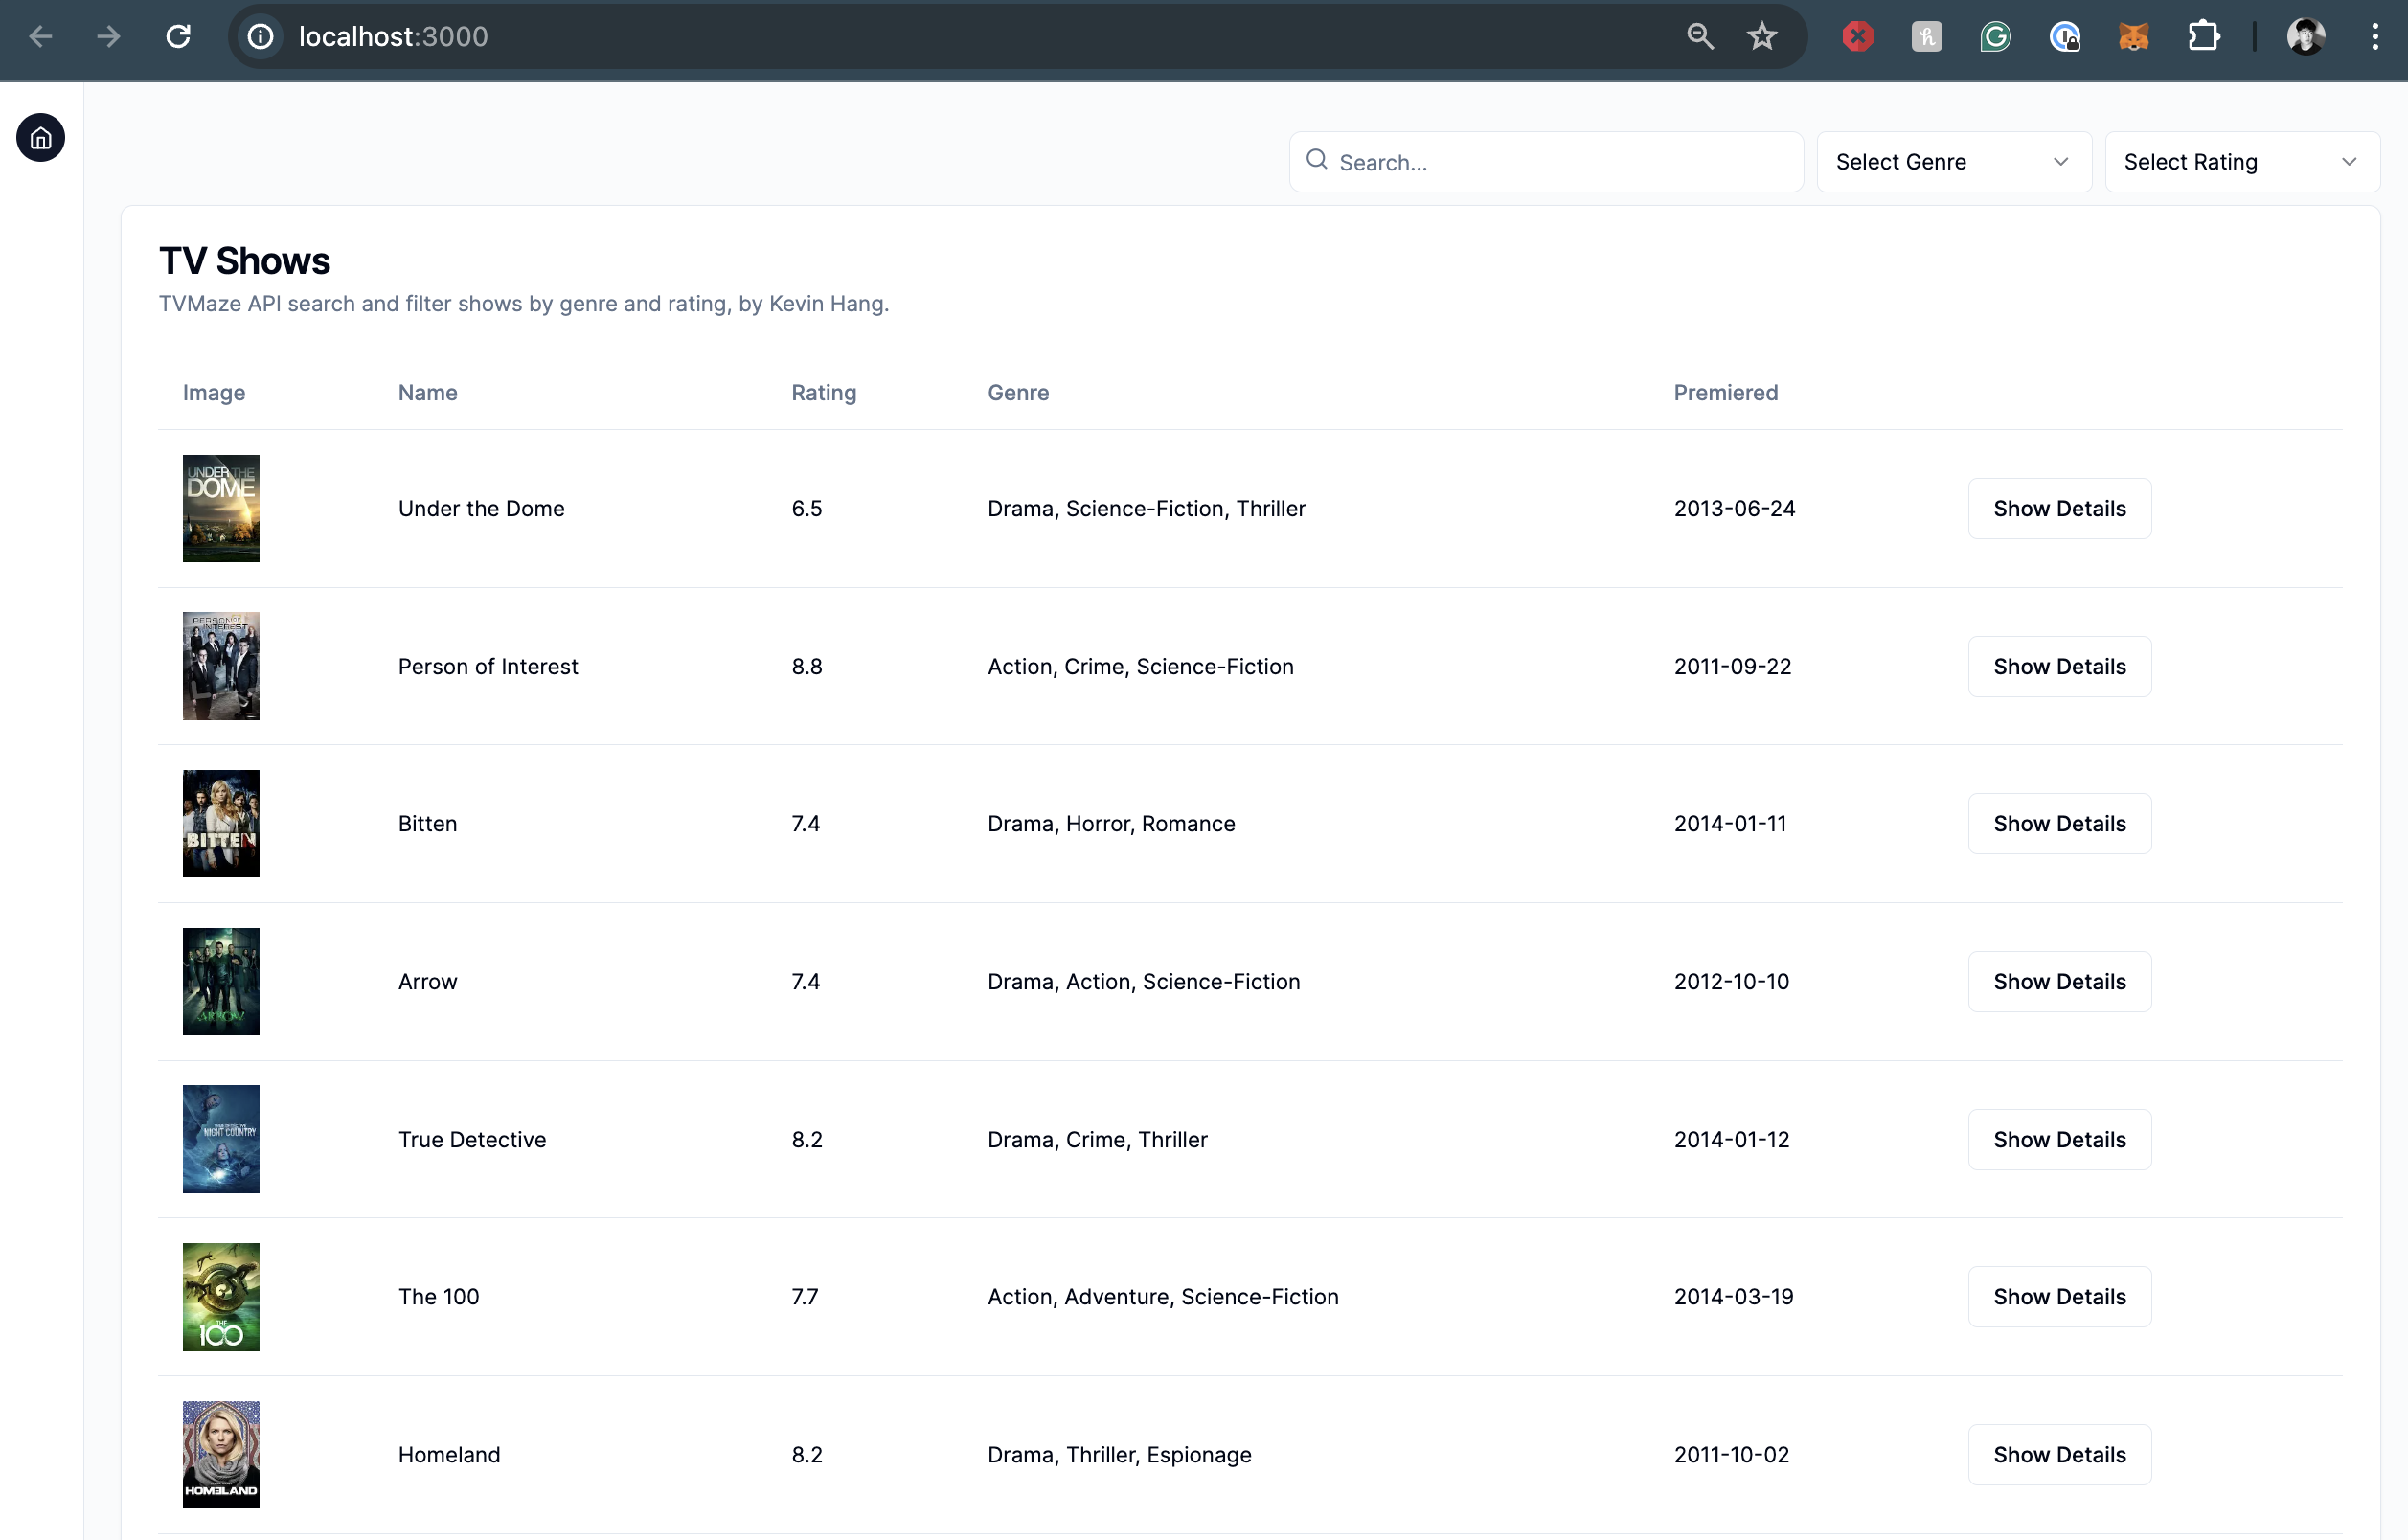 localhost:3000
Search...
Select Genre
Select Rating
TV Shows
TVMaze API search and filter shows by genre and rating, by Kevin Hang.
Image Name Rating Genre Premiered
UNDER THE
DOME
Under the Dome 6.5 Drama, Science-Fiction, Thriller 2013-06-24 Show Details
PERSON OF
INTEREST
Person of Interest 8.8 Action, Crime, Science-Fiction 2011-09-22 Show Details
BITTEN
Bitten 7.4 Drama, Horror, Romance 2014-01-11 Show Details
ARROW
Arrow 7.4 Drama, Action, Science-Fiction 2012-10-10 Show Details
NIGHT COUNTRY
True Detective 8.2 Drama, Crime, Thriller 2014-01-12 Show Details
THE
100
The 100 7.7 Action, Adventure, Science-Fiction 2014-03-19 Show Details
HOMELAND
Homeland 8.2 Drama, Thriller, Espionage 2011-10-02 Show Details